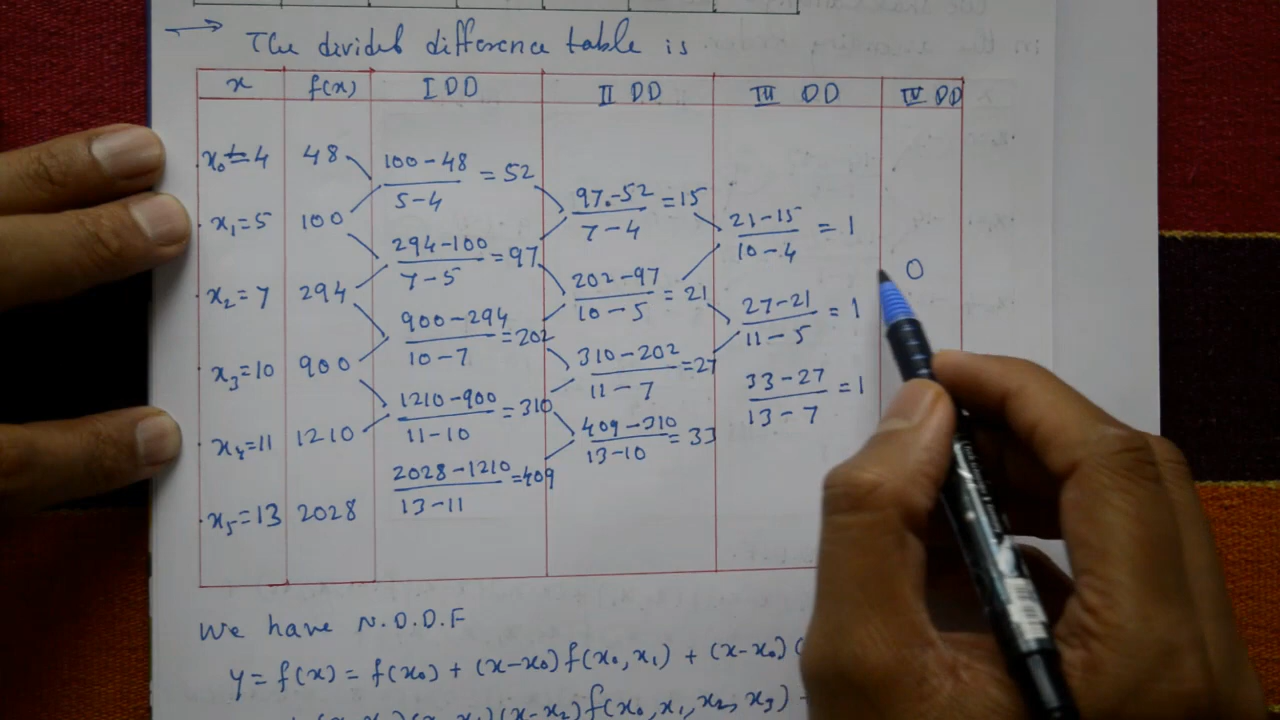 → The divided difference table is
x f(x) I DD II DD III DD IV DD
x₀ = 4 48 (100-48)/(5-4) = 52
(97-52)/(7-4) = 15
x₁ = 5 100 (21-15)/(10-4) = 1
(294-100)/(7-5) = 97
(202-97)/(10-5) = 21 0
x₂ = 7 294 (27-21)/(11-5) = 1
(900-294)/(10-7) = 202
(310-202)/(11-7) = 27
x₃ = 10 900 (33-27)/(13-7) = 1
(1210-900)/(11-10) = 310
(409-310)/(13-10) = 33
x₄ = 11 1210
(2028-1210)/(13-11) = 409
x₅ = 13 2028
We have N.D.D.F
y = f(x) = f(x₀) + (x-x₀) f(x₀, x₁) + (x-x₀)(
(x-x₂) f(x₀, x₁, x₂, x₃)